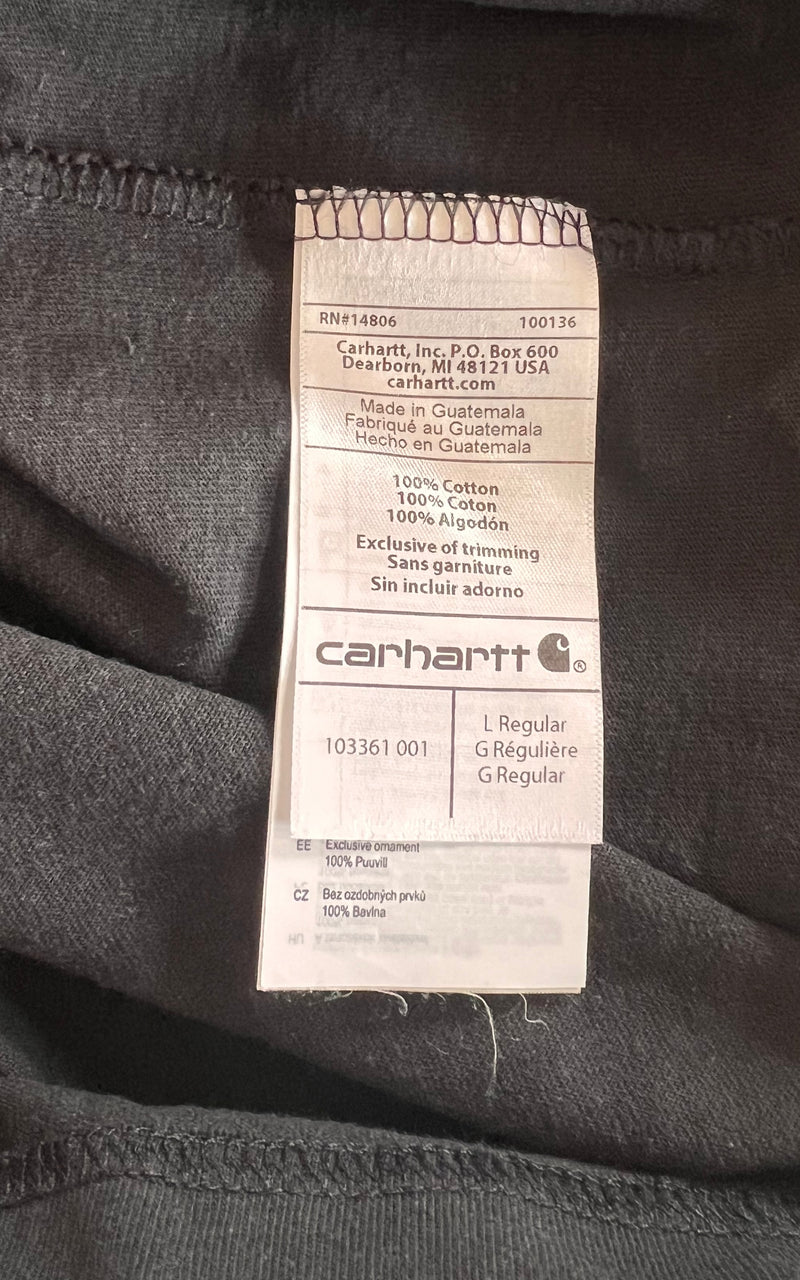 RN#14806 100136
Carhartt, Inc. P.O. Box 600
Dearborn, MI 48121 USA
carhartt.com
Made in Guatemala
Fabriqué au Guatemala
Hecho en Guatemala
100% Cotton
100% Coton
100% Algodón
Exclusive of trimming
Sans garniture
Sin incluir adorno
carhartt ®
103361 001
L Regular
G Régulière
G Regular
EE Exclusive ornament
100% Puuvill
CZ Bez ozdobných prvků
100% Bavlna
HU